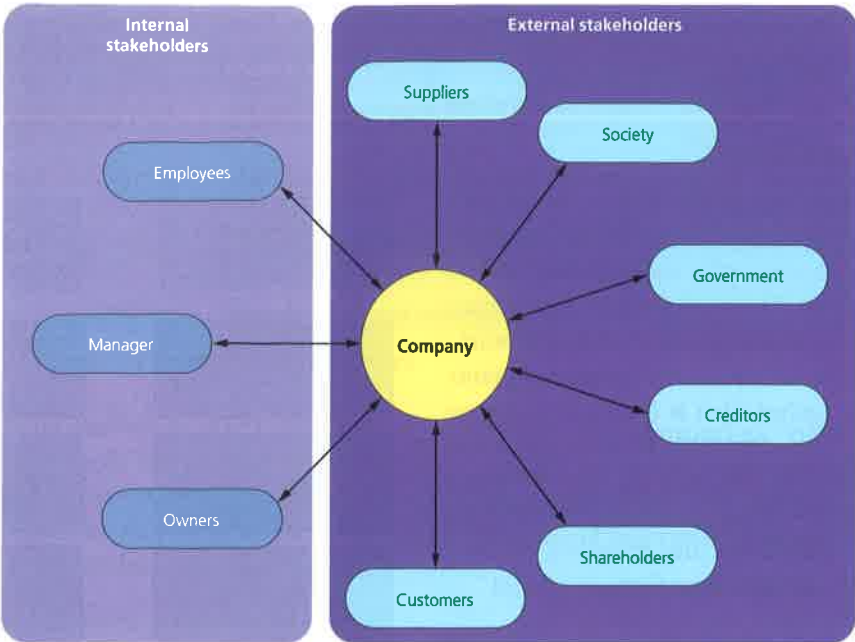 Internal
stakeholders
Employees
Manager
Owners
External stakeholders
Suppliers
Society
Government
Company
Creditors
Shareholders
Customers